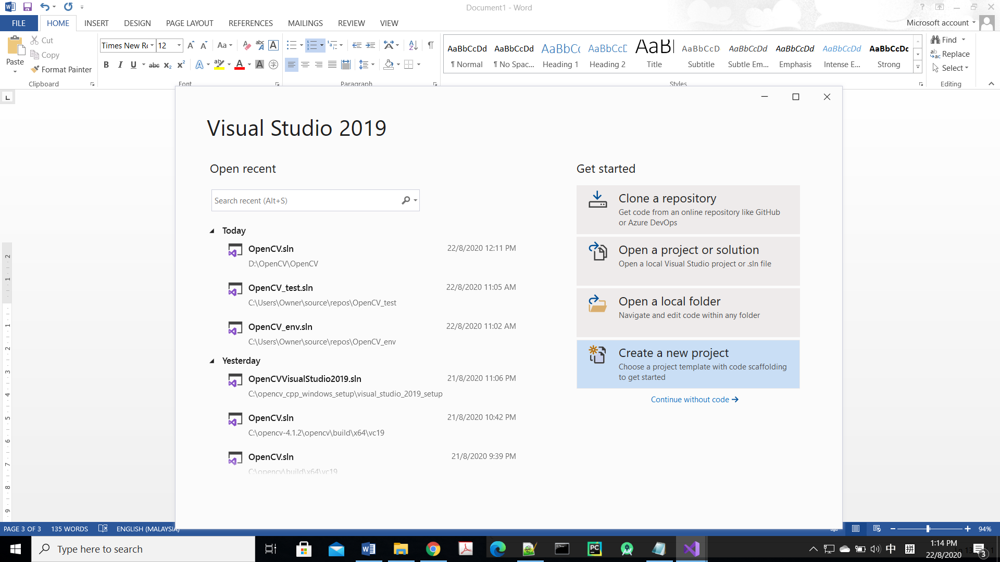 Document1 - Word
FILE HOME INSERT DESIGN PAGE LAYOUT REFERENCES MAILINGS REVIEW VIEW
Microsoft account
Paste
Cut
Copy
Format Painter
Clipboard
Times New Ro 12
Font
Paragraph
AaBbCcDd AaBbCcDd AaBbCc AaBbCcD AaBl AaBbCcD AaBbCcDd AaBbCcDd AaBbCcDd AaBbCcDc
¶ Normal ¶ No Spac... Heading 1 Heading 2 Title Subtitle Subtle Em... Emphasis Intense E... Strong
Styles
Find
Replace
Select
Editing
Visual Studio 2019
Open recent
Search recent (Alt+S)
Today
OpenCV.sln 22/8/2020 12:11 PM
D:\OpenCV\OpenCV
OpenCV_test.sln 22/8/2020 11:05 AM
C:\Users\Owner\source\repos\OpenCV_test
OpenCV_env.sln 22/8/2020 11:02 AM
C:\Users\Owner\source\repos\OpenCV_env
Yesterday
OpenCVVisualStudio2019.sln 21/8/2020 11:06 PM
C:\opencv_cpp_windows_setup\visual_studio_2019_setup
OpenCV.sln 21/8/2020 10:42 PM
C:\opencv-4.1.2\opencv\build\x64\vc19
OpenCV.sln 21/8/2020 9:39 PM
C:\opencv\build\x64\vc19
Get started
Clone a repository
Get code from an online repository like GitHub
or Azure DevOps
Open a project or solution
Open a local Visual Studio project or .sln file
Open a local folder
Navigate and edit code within any folder
Create a new project
Choose a project template with code scaffolding
to get started
Continue without code
PAGE 3 OF 3 135 WORDS ENGLISH (MALAYSIA) 94%
Type here to search
中 拼
1:14 PM
22/8/2020
3